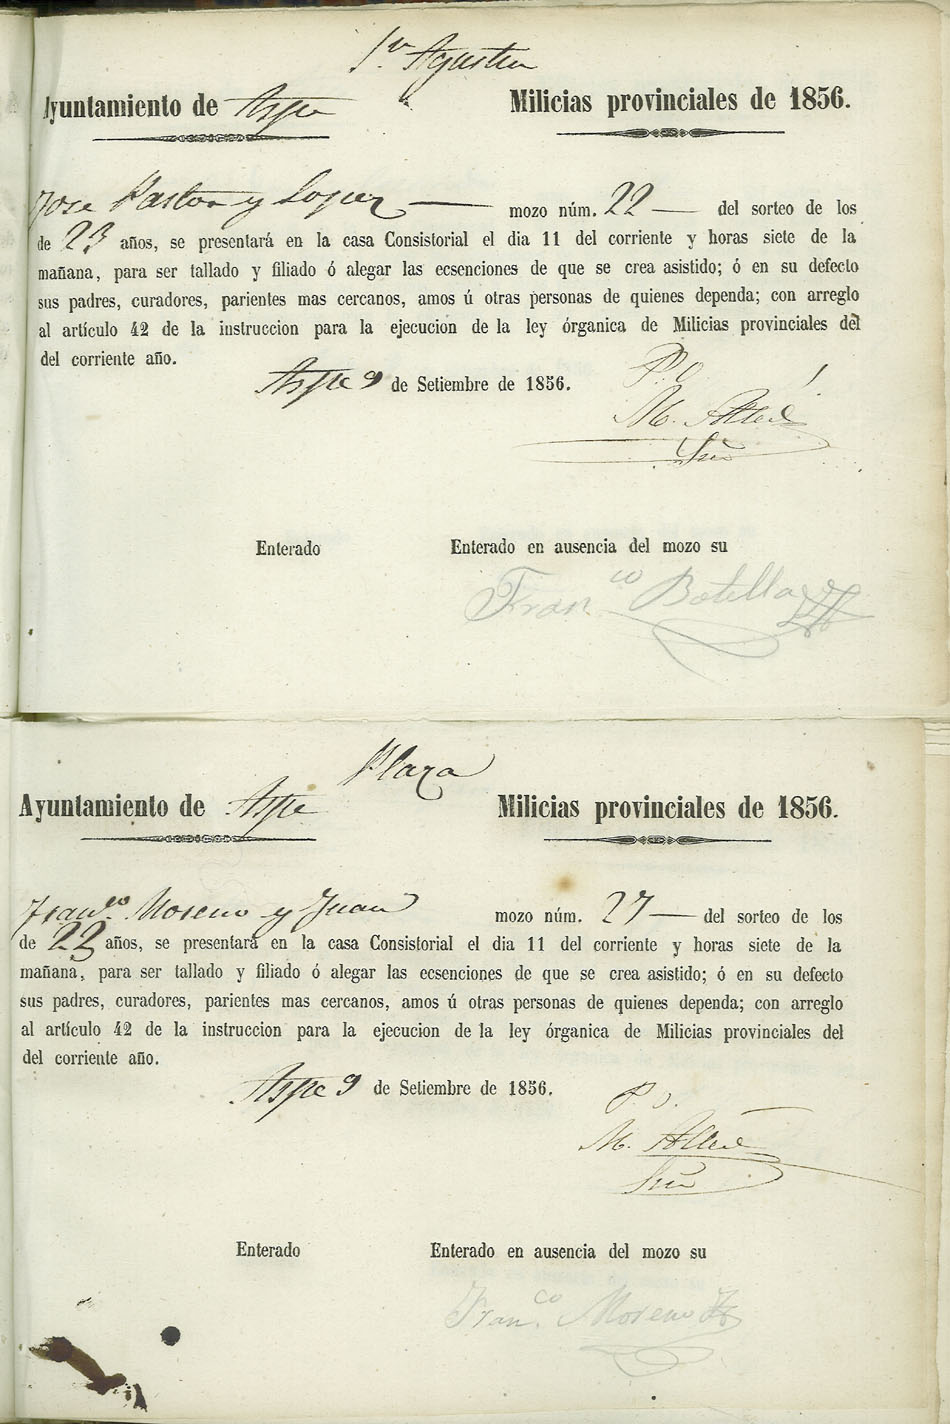 Sn Agustin
Ayuntamiento de Aspe
Milicias provinciales de 1856.
Jose Pastor y Lopez mozo núm. 22 del sorteo de los
de 23 años, se presentará en la casa Consistorial el dia 11 del corriente y horas siete de la
mañana, para ser tallado y filiado ó alegar las ecsenciones de que se crea asistido; ó en su defecto
sus padres, curadores, parientes mas cercanos, amos ú otras personas de quienes dependa; con arreglo
al artículo 42 de la instruccion para la ejecucion de la ley órganica de Milicias provinciales del
del corriente año.
Aspe 9 de Setiembre de 1856.
P. O.
M.
Srio
Enterado
Enterado en ausencia del mozo su
Franco Botella
Plaza
Ayuntamiento de Aspe
Milicias provinciales de 1856.
Franco Moreno y Juan mozo núm. 27 del sorteo de los
de 22 años, se presentará en la casa Consistorial el dia 11 del corriente y horas siete de la
mañana, para ser tallado y filiado ó alegar las ecsenciones de que se crea asistido; ó en su defecto
sus padres, curadores, parientes mas cercanos, amos ú otras personas de quienes dependa; con arreglo
al artículo 42 de la instruccion para la ejecucion de la ley órganica de Milicias provinciales del
del corriente año.
Aspe 9 de Setiembre de 1856.
P. O.
M.
Srio
Enterado
Enterado en ausencia del mozo su
Franco Moreno